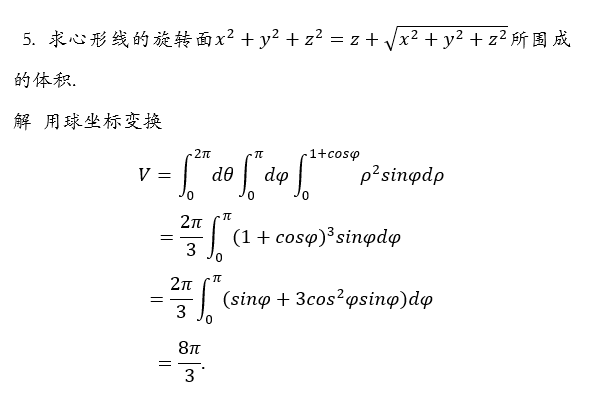 5. 求心形线的旋转面x² + y² + z² = z + √(x² + y² + z²)所围成
的体积.
解 用球坐标变换
V = ∫₀^{2π} dθ ∫₀^{π} dφ ∫₀^{1+cosφ} ρ²sinφdρ
= 2π/3 ∫₀^{π} (1 + cosφ)³sinφdφ
= 2π/3 ∫₀^{π} (sinφ + 3cos²φsinφ)dφ
= 8π/3.